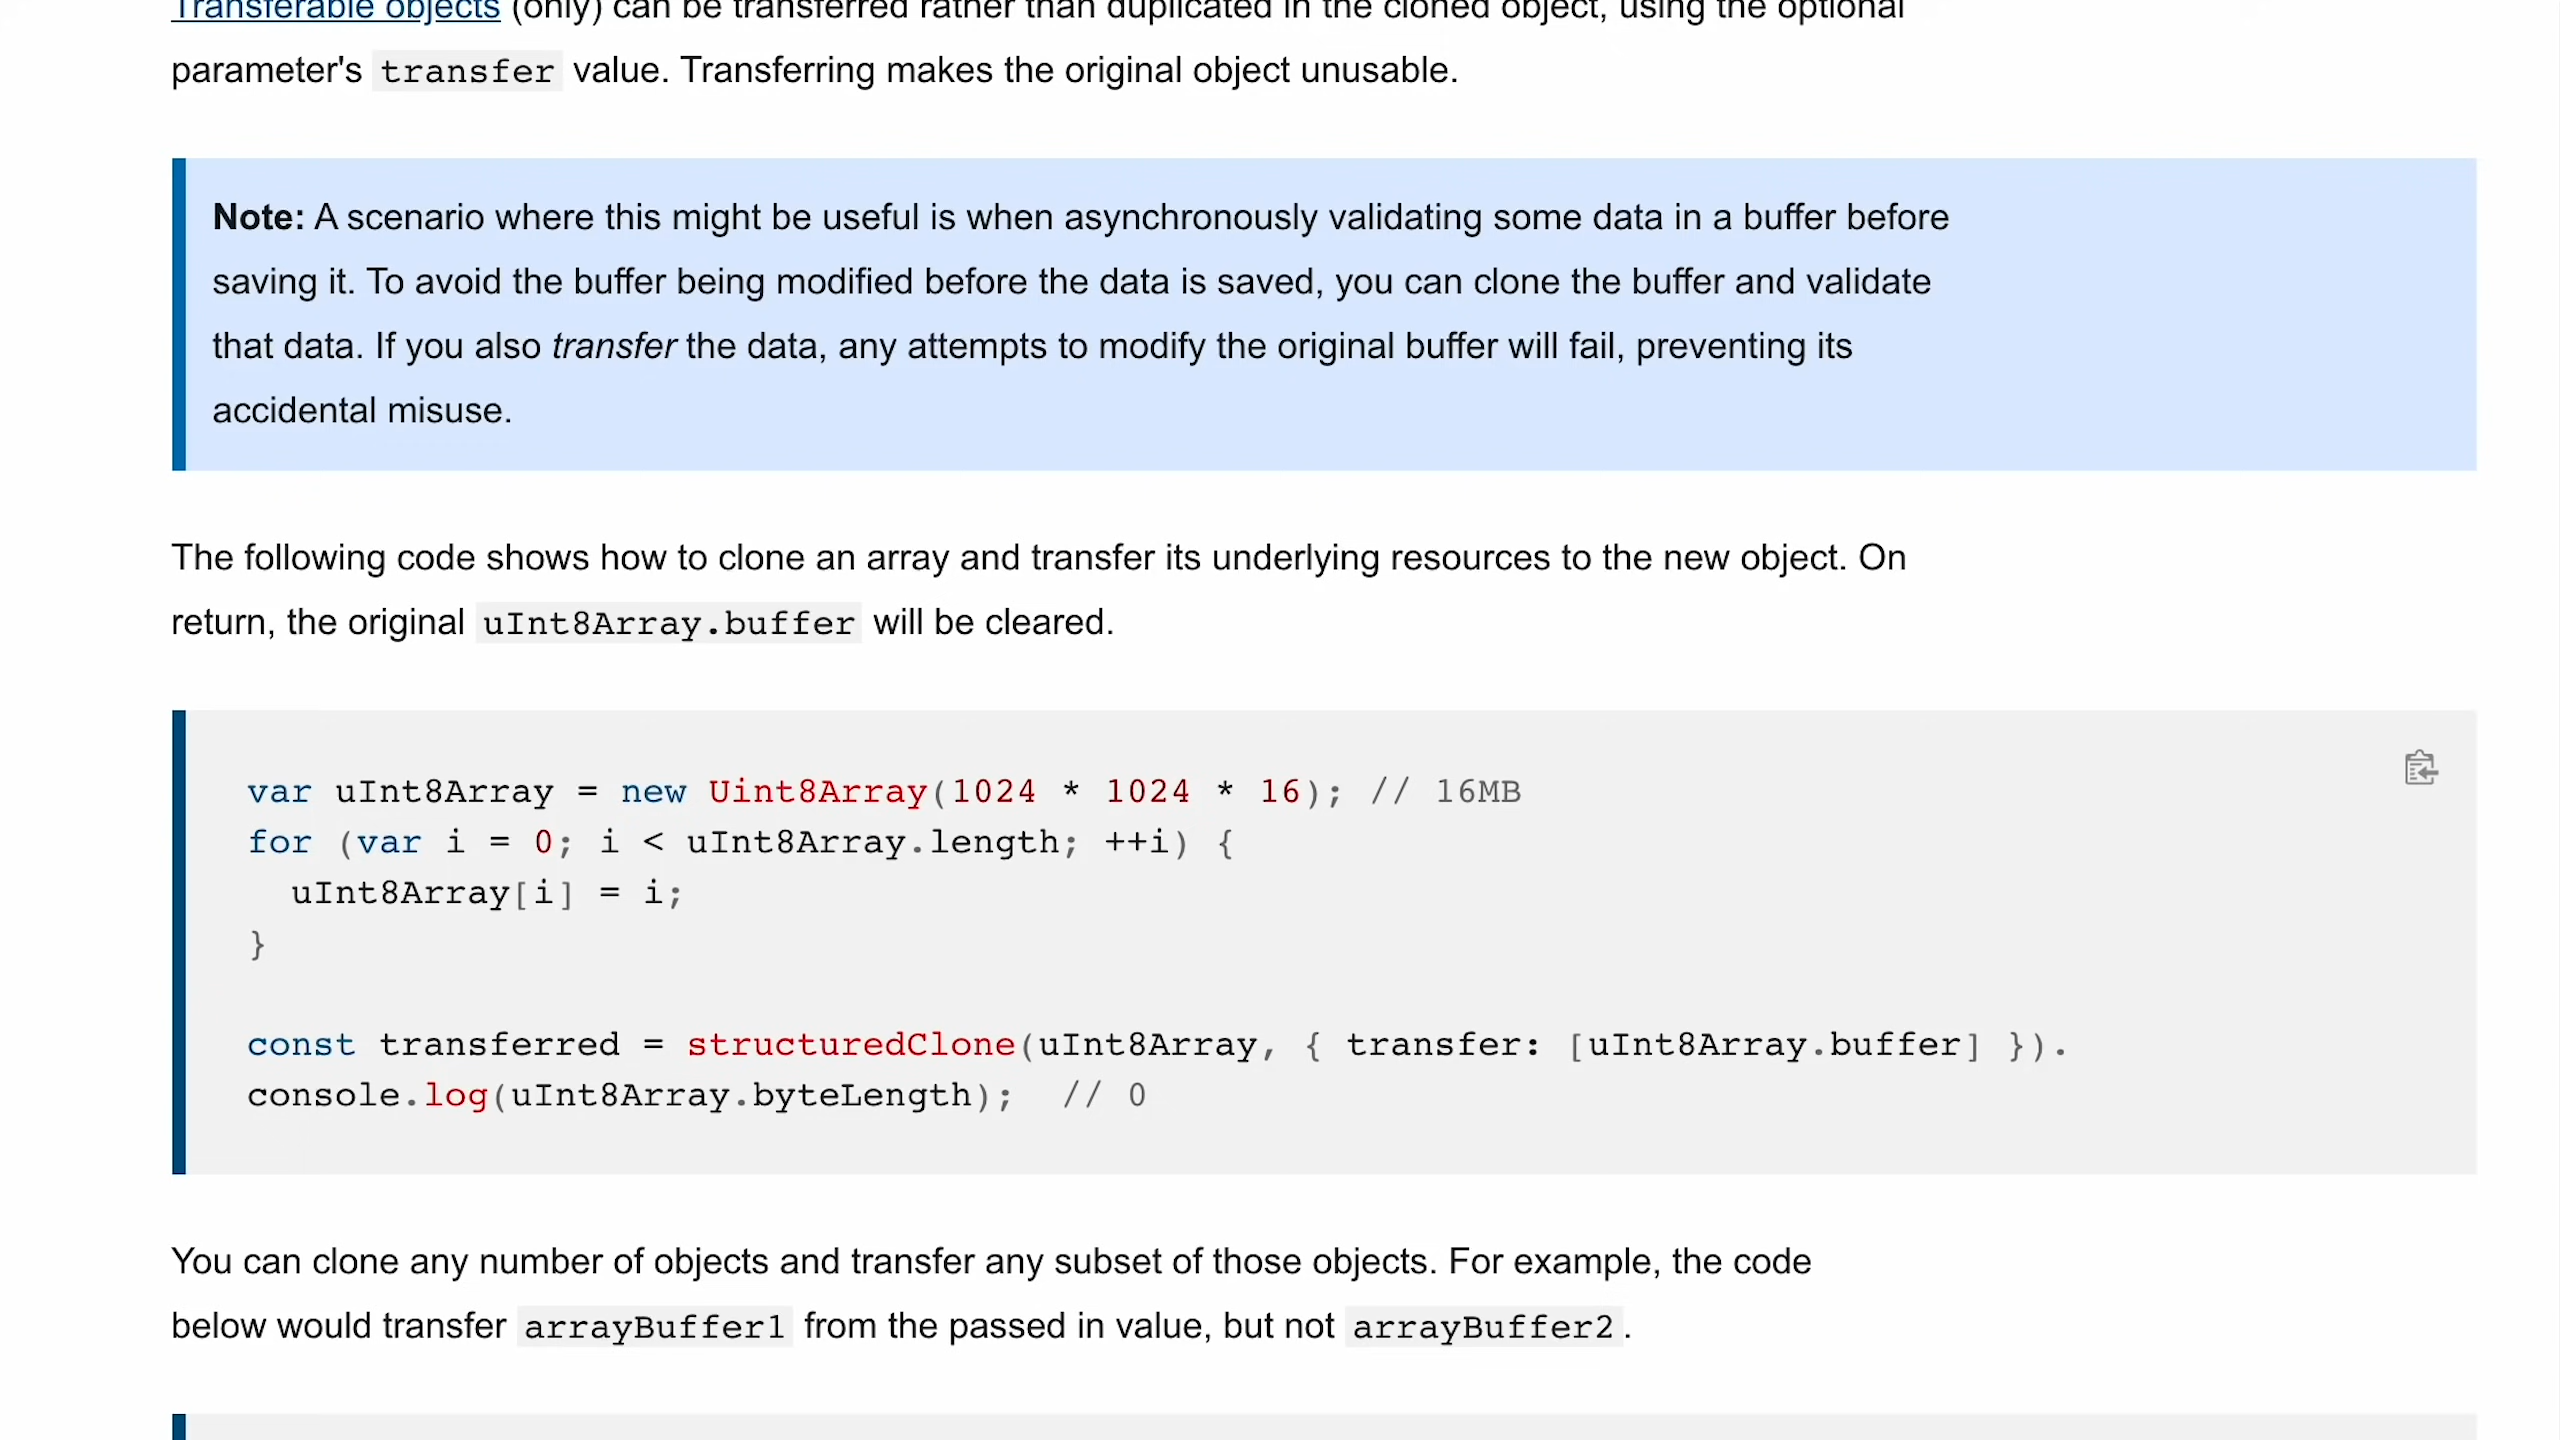 Transferable objects (only) can be transferred rather than duplicated in the cloned object, using the optional
parameter's transfer value. Transferring makes the original object unusable.
Note: A scenario where this might be useful is when asynchronously validating some data in a buffer before
saving it. To avoid the buffer being modified before the data is saved, you can clone the buffer and validate
that data. If you also transfer the data, any attempts to modify the original buffer will fail, preventing its
accidental misuse.
The following code shows how to clone an array and transfer its underlying resources to the new object. On
return, the original uInt8Array.buffer will be cleared.
var uInt8Array = new Uint8Array(1024 * 1024 * 16); // 16MB
for (var i = 0; i < uInt8Array.length; ++i) {
  uInt8Array[i] = i;
}
const transferred = structuredClone(uInt8Array, { transfer: [uInt8Array.buffer] }).
console.log(uInt8Array.byteLength);  // 0
You can clone any number of objects and transfer any subset of those objects. For example, the code
below would transfer arrayBuffer1 from the passed in value, but not arrayBuffer2.